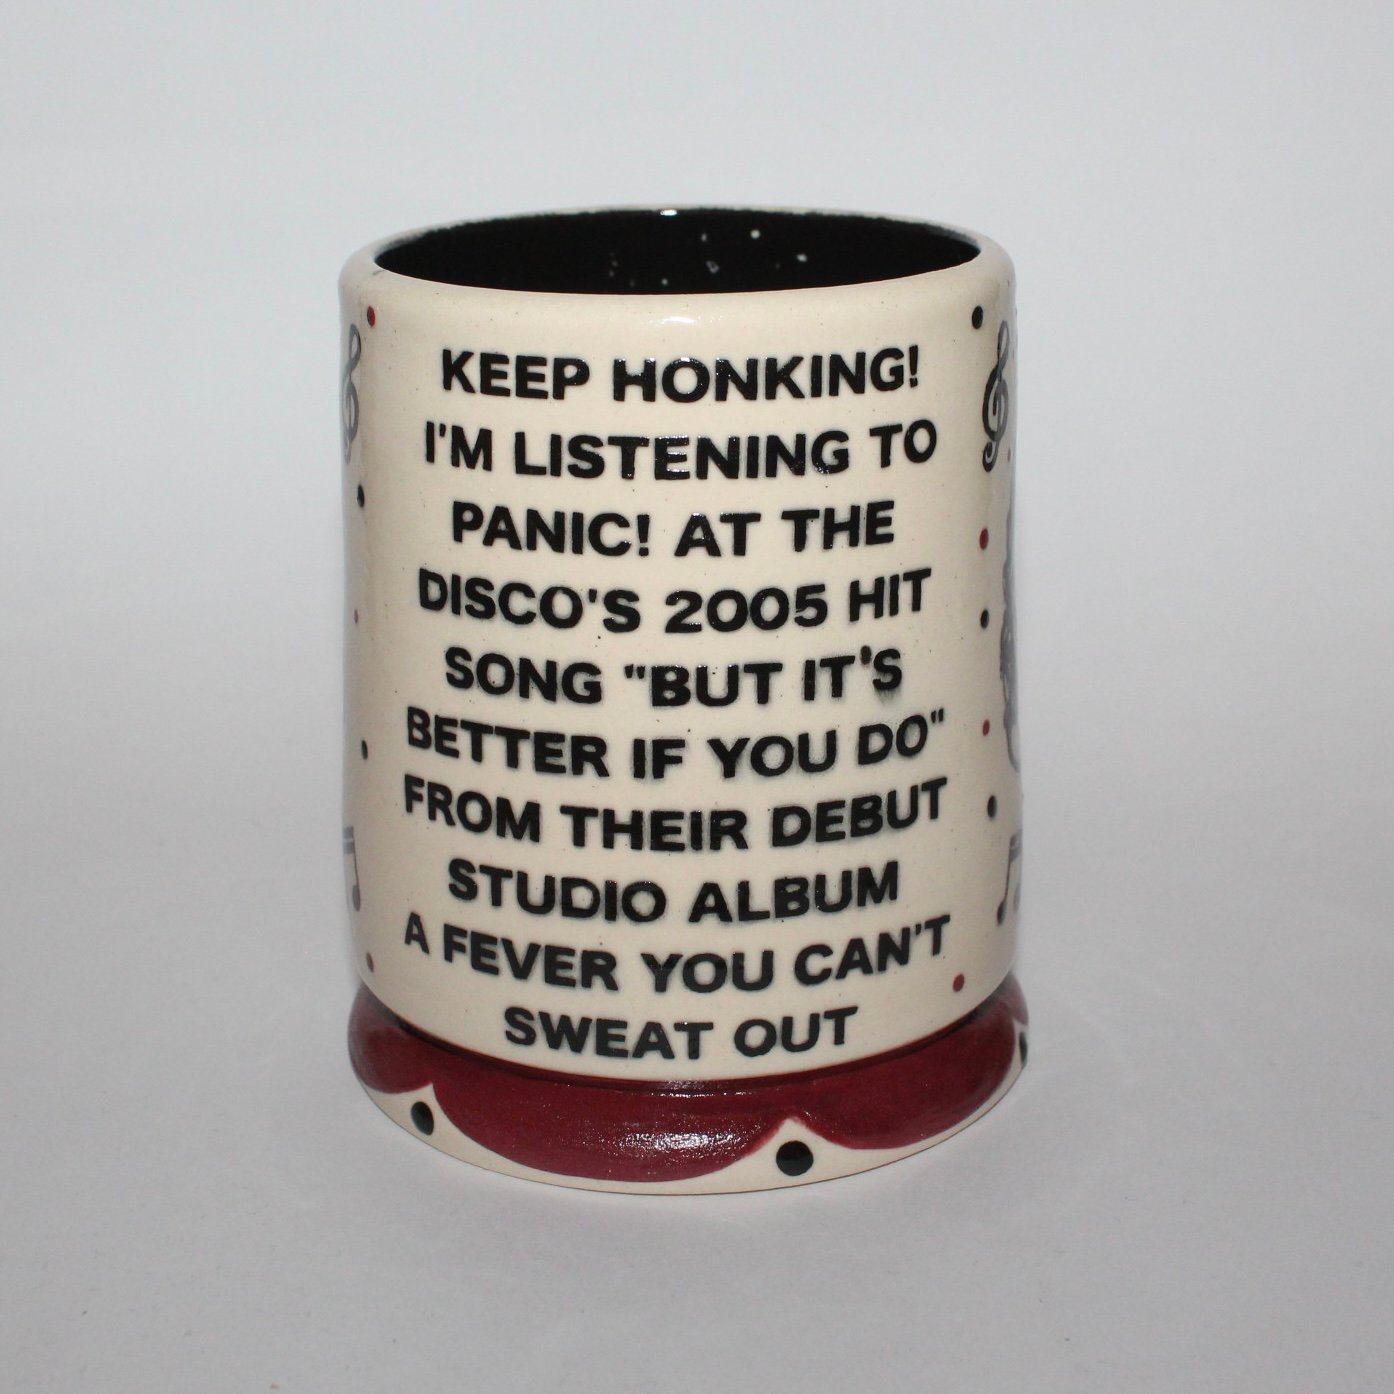 KEEP HONKING!
I'M LISTENING TO
PANIC! AT THE
DISCO'S 2005 HIT
SONG "BUT IT'S
BETTER IF YOU DO"
FROM THEIR DEBUT
STUDIO ALBUM
A FEVER YOU CAN'T
SWEAT OUT